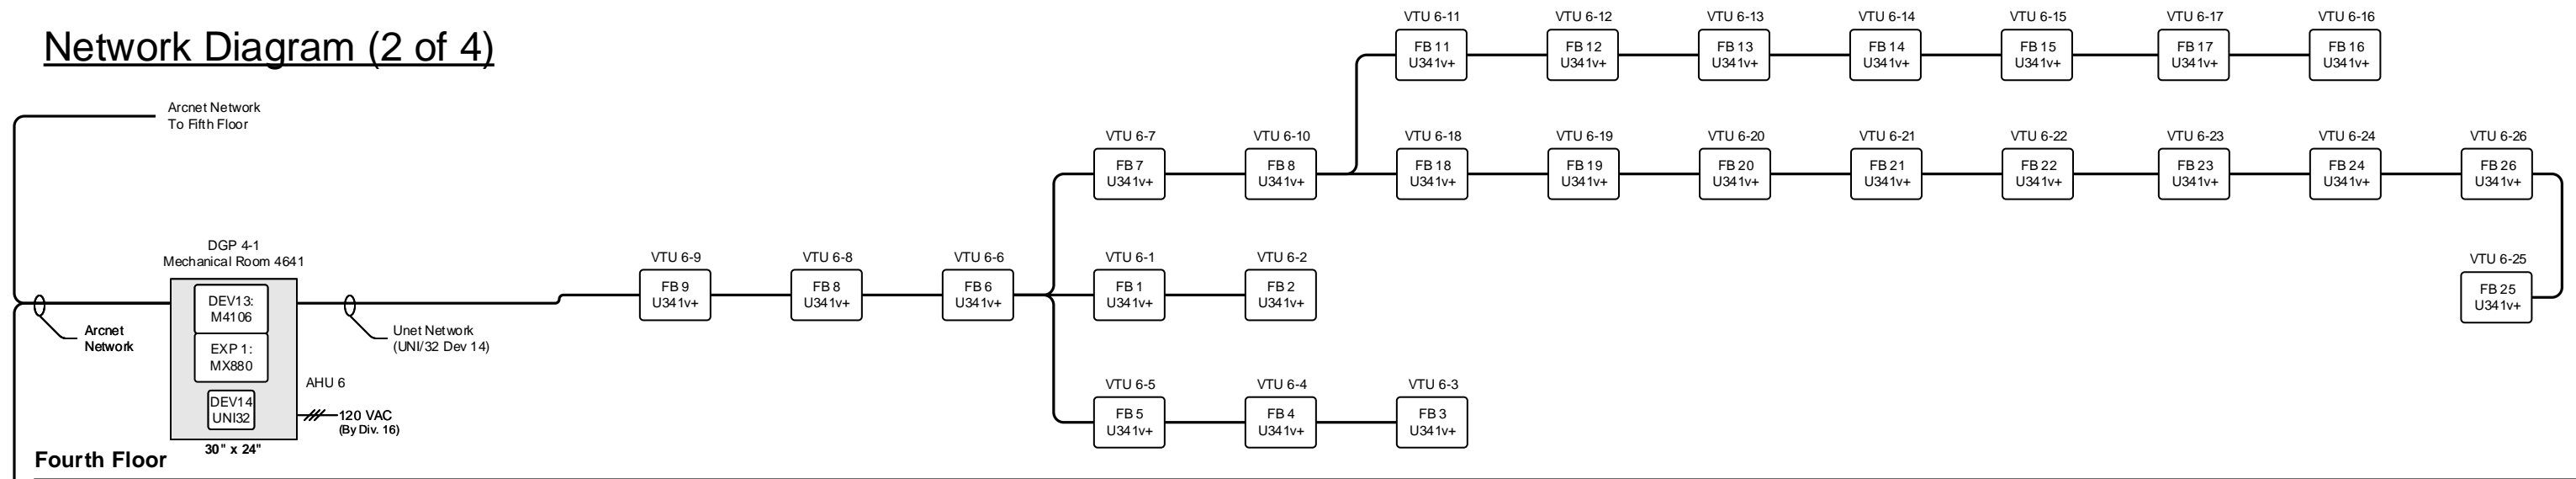 Network Diagram (2 of 4)
VTU 6-11
FB 11
U341v+
VTU 6-12
FB 12
U341v+
VTU 6-13
FB 13
U341v+
VTU 6-14
FB 14
U341v+
VTU 6-15
FB 15
U341v+
VTU 6-17
FB 17
U341v+
VTU 6-16
FB 16
U341v+
Arcnet Network
To Fifth Floor
VTU 6-7
FB 7
U341v+
VTU 6-10
FB 8
U341v+
VTU 6-18
FB 18
U341v+
VTU 6-19
FB 19
U341v+
VTU 6-20
FB 20
U341v+
VTU 6-21
FB 21
U341v+
VTU 6-22
FB 22
U341v+
VTU 6-23
FB 23
U341v+
VTU 6-24
FB 24
U341v+
VTU 6-26
FB 26
U341v+
DGP 4-1
Mechanical Room 4641
DEV13:
M4106
EXP 1:
MX880
DEV14
UNI32
30" x 24"
Arcnet
Network
Unet Network
(UNI/32 Dev 14)
AHU 6
120 VAC
(By Div. 16)
VTU 6-9
FB 9
U341v+
VTU 6-8
FB 8
U341v+
VTU 6-6
FB 6
U341v+
VTU 6-1
FB 1
U341v+
VTU 6-2
FB 2
U341v+
VTU 6-25
FB 25
U341v+
VTU 6-5
FB 5
U341v+
VTU 6-4
FB 4
U341v+
VTU 6-3
FB 3
U341v+
Fourth Floor